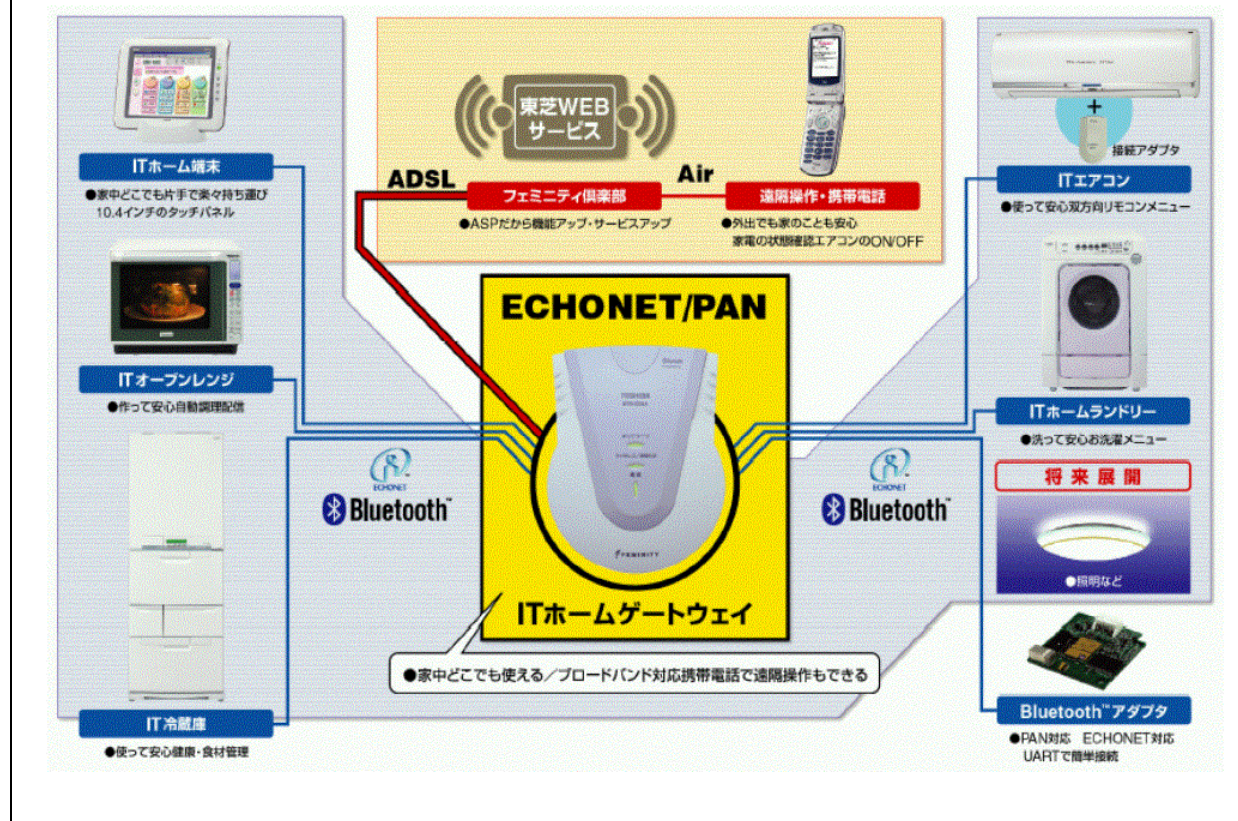 東芝WEB
サービス
ADSL
フェミニティ倶楽部
●ASPだから機能アップ・サービスアップ
Air
遠隔操作・携帯電話
●外出でも家のことも安心
家電の状態確認エアコンのON/OFF
ITホーム端末
●家中どこでも片手で楽々持ち運び
10.4インチのタッチパネル
ITオーブンレンジ
●作って安心自動調理配信
IT冷蔵庫
●使って安心健康・食材管理
ECHONET
Bluetooth™
ECHONET/PAN
TOSHIBA
FEMINITY
ITホームゲートウェイ
●家中どこでも使える/ブロードバンド対応携帯電話で遠隔操作もできる
ECHONET
Bluetooth™
+
接続アダプタ
ITエアコン
●使って安心双方向リモコンメニュー
ITホームランドリー
●洗って安心お洗濯メニュー
将来展開
●照明など
Bluetooth™アダプタ
●PAN対応 ECHONET対応
UARTで簡単接続